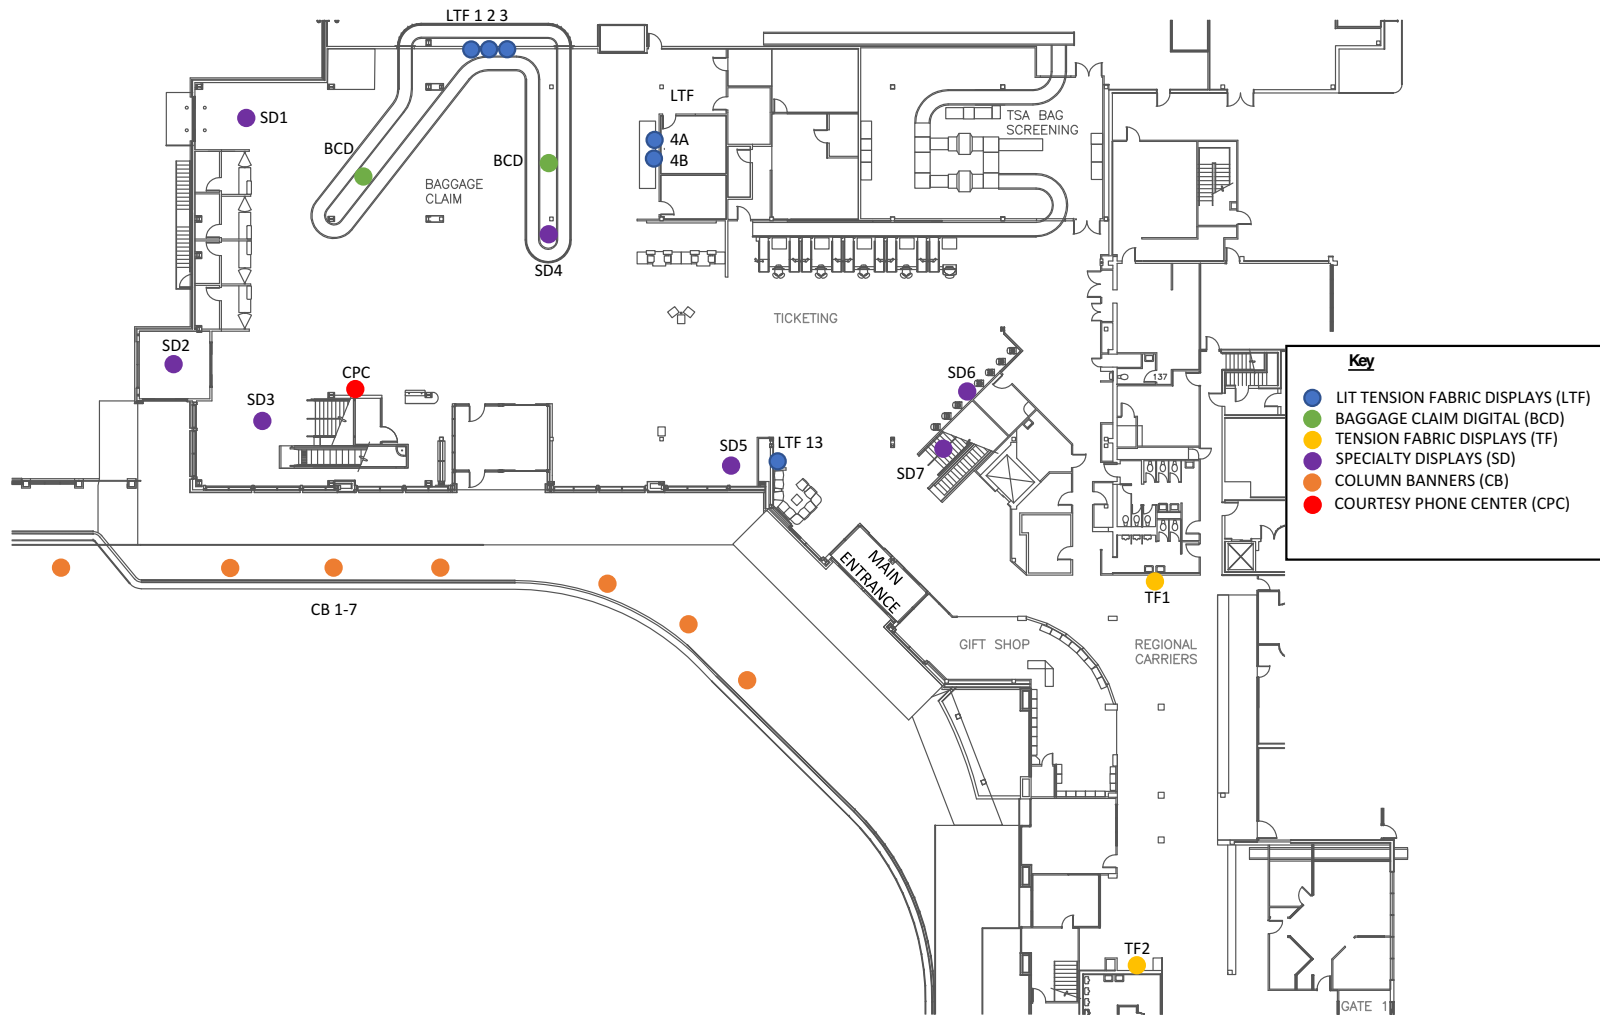 LTF 1 2 3
LTF
SD1
TSA BAG
SCREENING
4A
4B
BCD
BCD
BAGGAGE
CLAIM
SD4
TICKETING
SD2
CPC
SD3
SD6
137
SD5
LTF 13
SD7
Key
LIT TENSION FABRIC DISPLAYS (LTF)
BAGGAGE CLAIM DIGITAL (BCD)
TENSION FABRIC DISPLAYS (TF)
SPECIALTY DISPLAYS (SD)
COLUMN BANNERS (CB)
COURTESY PHONE CENTER (CPC)
MAIN
ENTRANCE
CB 1-7
TF1
GIFT SHOP
REGIONAL
CARRIERS
TF2
GATE 1